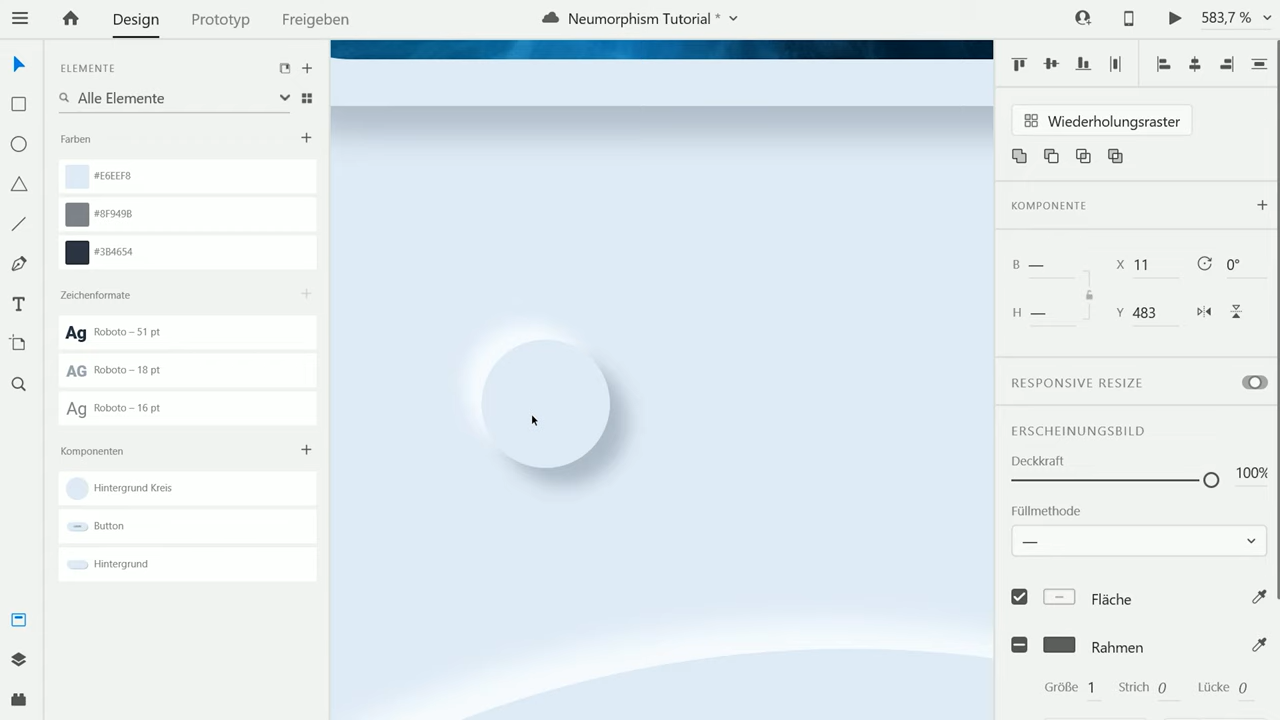 Design
Prototyp
Freigeben
Neumorphism Tutorial *
583,7 %
ELEMENTE
Alle Elemente
Farben
#E6EEF8
#8F949B
#3B4654
Zeichenformate
Ag Roboto – 51 pt
AG Roboto – 18 pt
Ag Roboto – 16 pt
Komponenten
Hintergrund Kreis
Button
Hintergrund
Wiederholungsraster
KOMPONENTE
B — X 11 0°
H — Y 483
RESPONSIVE RESIZE
ERSCHEINUNGSBILD
Deckkraft
100%
Füllmethode
—
Fläche
Rahmen
Größe 1 Strich 0 Lücke 0